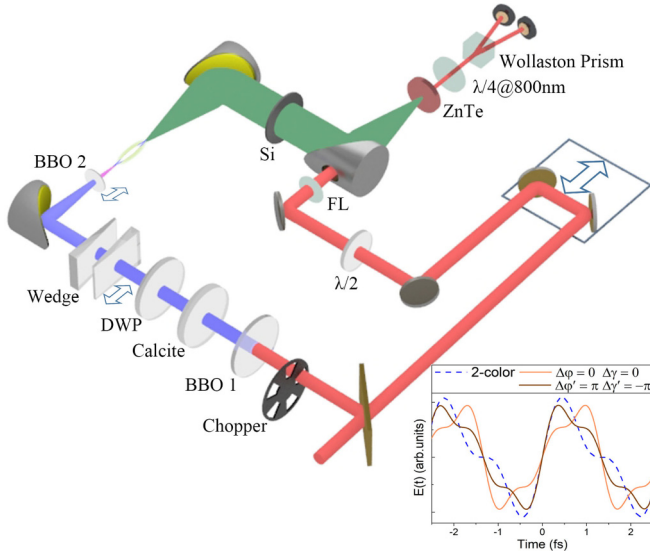 Wollaston Prism
λ/4@800nm
ZnTe
Si
BBO 2
FL
λ/2
Wedge
DWP
Calcite
BBO 1
Chopper
2-color
Δφ = 0 Δγ = 0
Δφ′ = π Δγ′ = −π
E(t) (arb.units)
-2 -1 0 1 2
Time (fs)